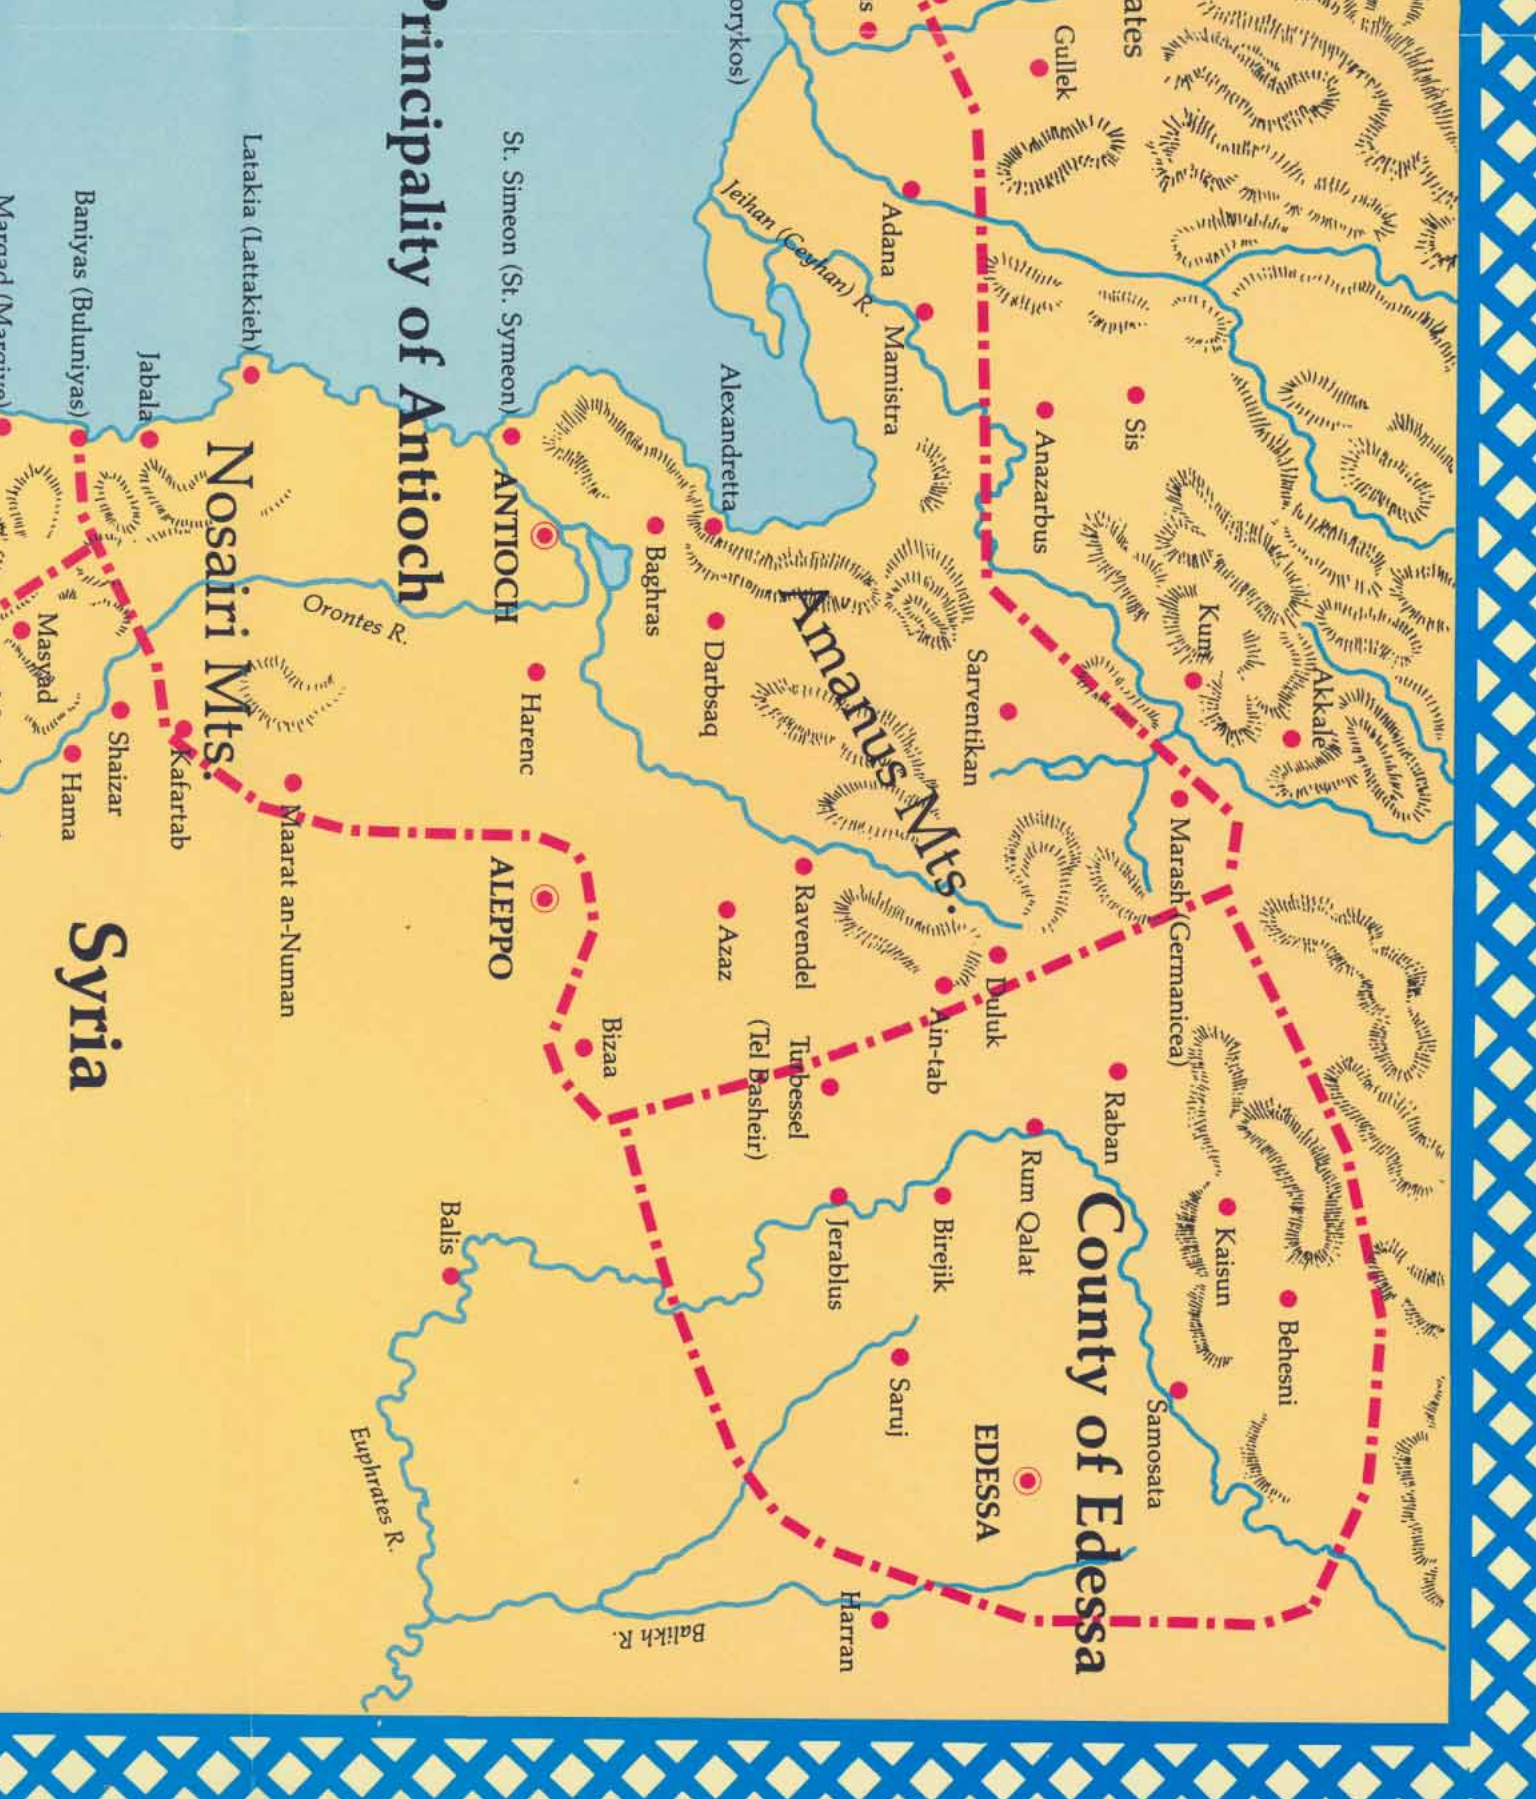 Akkale
Behesni
Kum
Kaisun
Marash (Germanicea)
Samosata
Sis
ates
Raban
County of Edessa
Gullek
Anazarbus
Rum Qalat
Duluk
EDESSA
Sarventikan
Birejik
Ain-tab
Amanus Mts.
Saruj
Mamistra
Adana
Jeihan (Ceyhan) R.
Harran
Jerablus
Ravendel
Turbessel
(Tel Basheir)
orykos)
Alexandretta
Azaz
Darbsaq
Balikh R.
Baghras
Bizaa
Harenc
St. Simeon (St. Symeon)
ANTIOCH
ALEPPO
Balis
Principality of Antioch
Euphrates R.
Orontes R.
Maarat an-Numan
Latakia (Lattakieh)
Nosairi Mts.
Kafartab
Jabala
Shaizar
Syria
Baniyas (Buluniyas)
Hama
Masyad